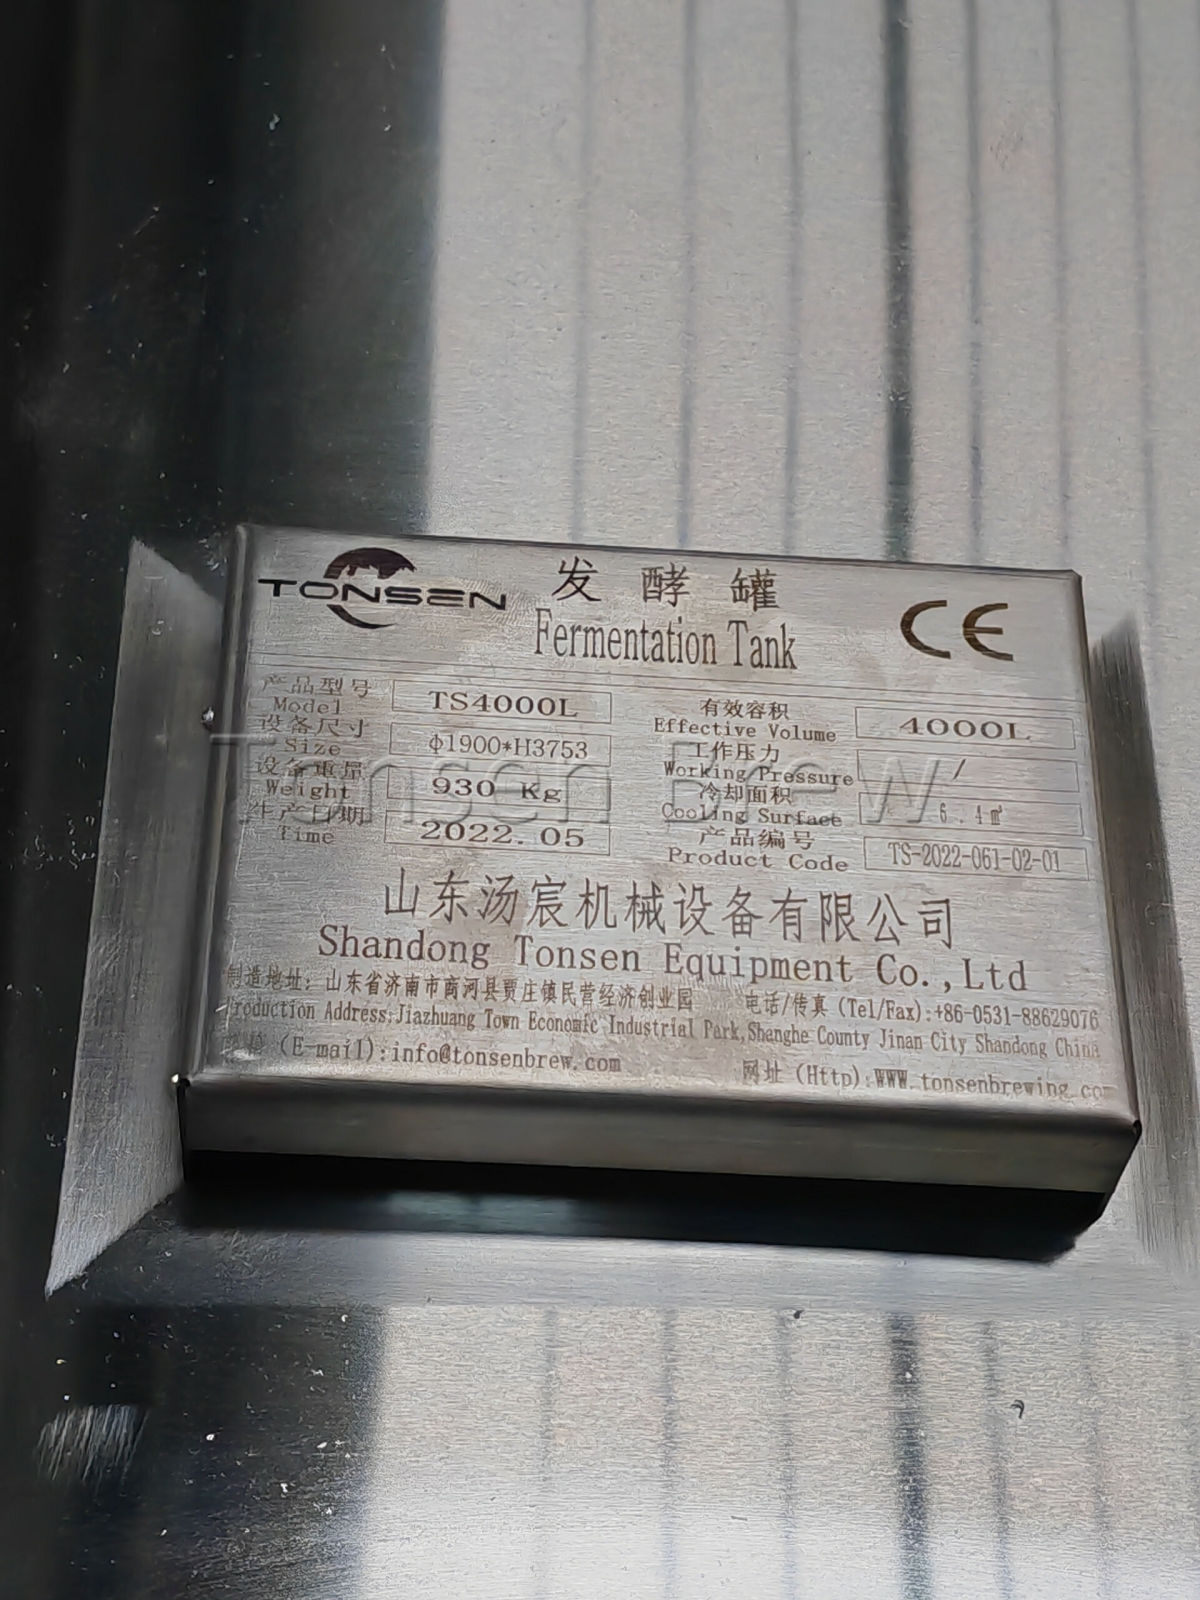 TONSEN
发酵罐
Fermentation Tank
CE
产品型号
Model
TS4000L
有效容积
Effective Volume
4000L
设备尺寸
Size
φ1900*H3753
工作压力
Working Pressure
/
设备重量
Weight
930 Kg
冷却面积
Cooling Surface
6.4㎡
生产日期
Time
2022.05
产品编号
Product Code
TS-2022-061-02-01
Tonsen Brew
山东汤宸机械设备有限公司
Shandong Tonsen Equipment Co.,Ltd
制造地址：山东省济南市商河县贾庄镇民营经济创业园 电话/传真 (Tel/Fax):+86-0531-88629076
Production Address:Jiazhuang Town Economic Industrial Park,Shanghe County Jinan City Shandong China
(E-mail):info@tonsenbrew.com 网址 (Http):WWW.tonsenbrewing.com